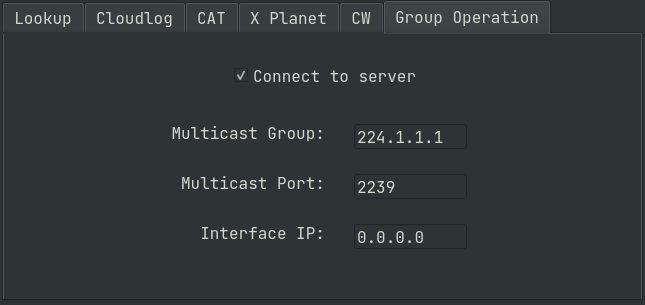 Lookup Cloudlog CAT X Planet CW Group Operation
Connect to server
Multicast Group: 224.1.1.1
Multicast Port: 2239
Interface IP: 0.0.0.0